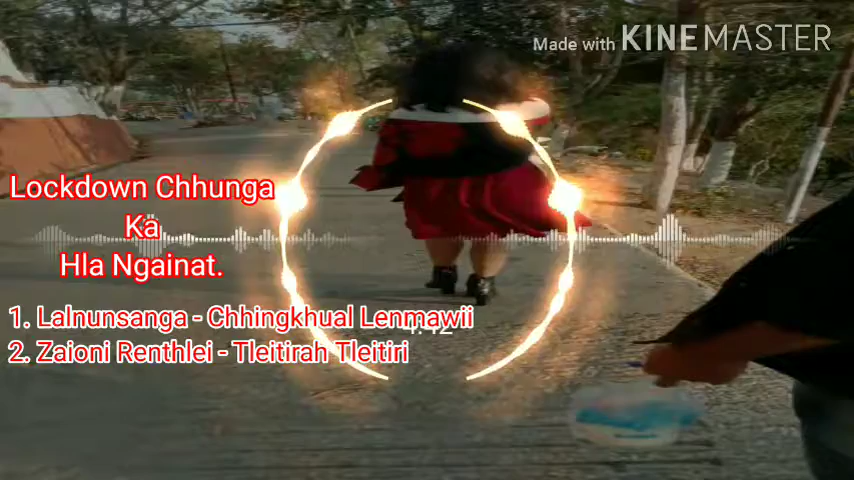 Made with KINEMASTER
Lockdown Chhunga
Ka
Hla Ngainat.
1. Lalnunsanga - Chhingkhual Lenmawii
2. Zaioni Renthlei - Tleitirah Tleitiri